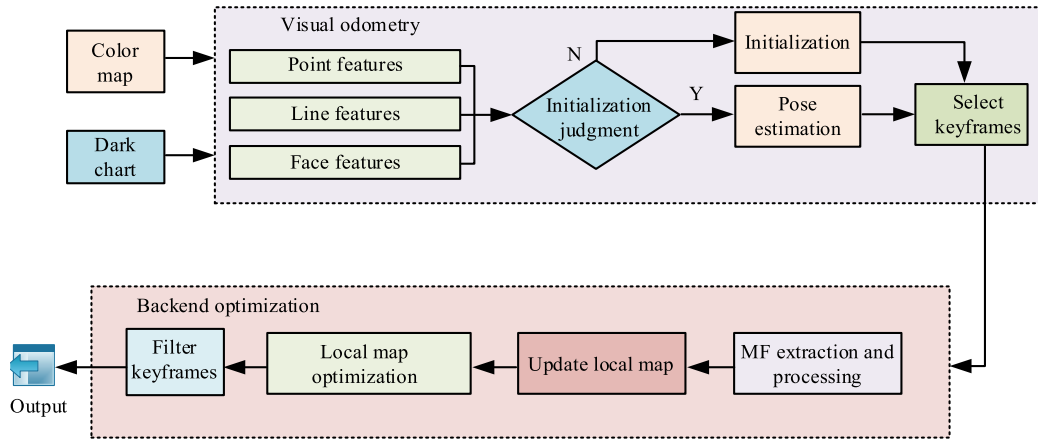 Visual odometry
Color
map
Dark
chart
Point features
Line features
Face features
Initialization
judgment
N
Y
Initialization
Pose
estimation
Select
keyframes
Backend optimization
MF extraction and
processing
Update local map
Local map
optimization
Filter
keyframes
Output